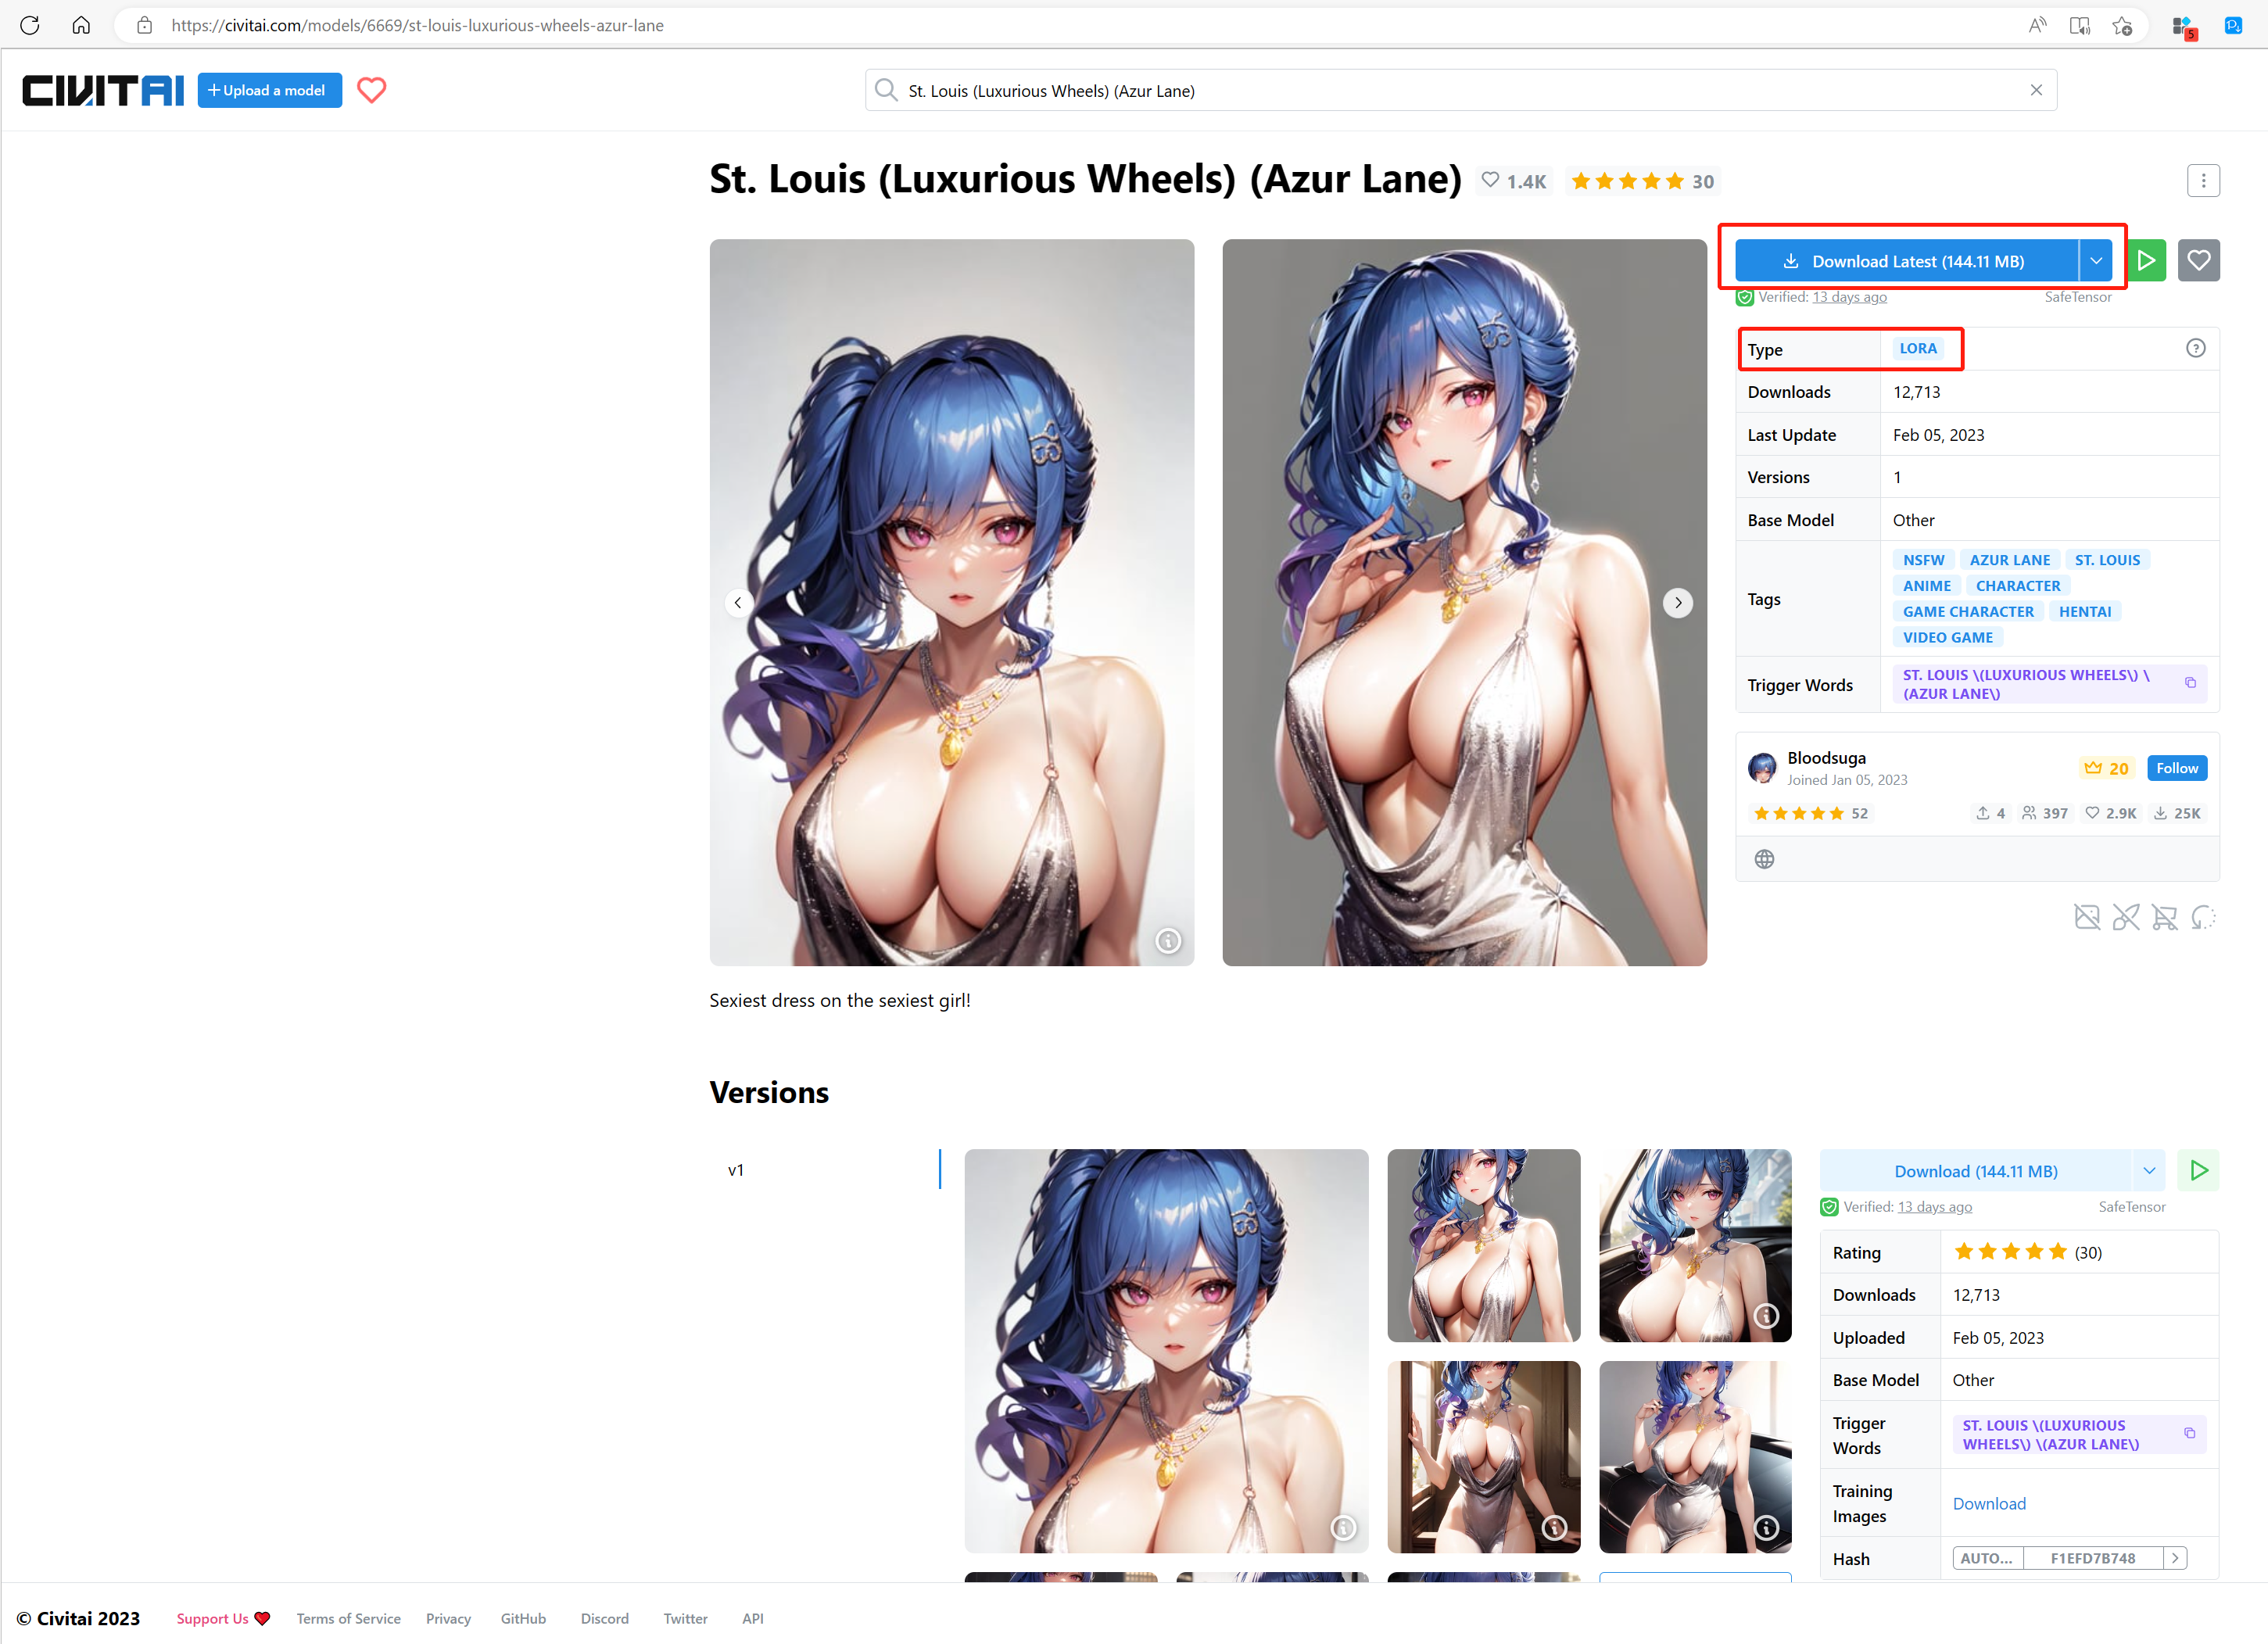 https://civitai.com/models/6669/st-louis-luxurious-wheels-azur-lane
5
CIVITAI
Upload a model
St. Louis (Luxurious Wheels) (Azur Lane)
St. Louis (Luxurious Wheels) (Azur Lane) 1.4K 30
Download Latest (144.11 MB)
Verified: 13 days ago SafeTensor
Type LORA
Downloads 12,713
Last Update Feb 05, 2023
Versions 1
Base Model Other
Tags
NSFW AZUR LANE ST. LOUIS
ANIME CHARACTER
GAME CHARACTER HENTAI
VIDEO GAME
Trigger Words
ST. LOUIS \(LUXURIOUS WHEELS\) \
(AZUR LANE\)
Bloodsuga
Joined Jan 05, 2023
20 Follow
52 4 397 2.9K 25K
Sexiest dress on the sexiest girl!
Versions
v1
Download (144.11 MB)
Verified: 13 days ago SafeTensor
Rating (30)
Downloads 12,713
Uploaded Feb 05, 2023
Base Model Other
Trigger
Words
ST. LOUIS \(LUXURIOUS
WHEELS\) \(AZUR LANE\)
Training
Images
Download
Hash AUTO... F1EFD7B748
© Civitai 2023 Support Us Terms of Service Privacy GitHub Discord Twitter API